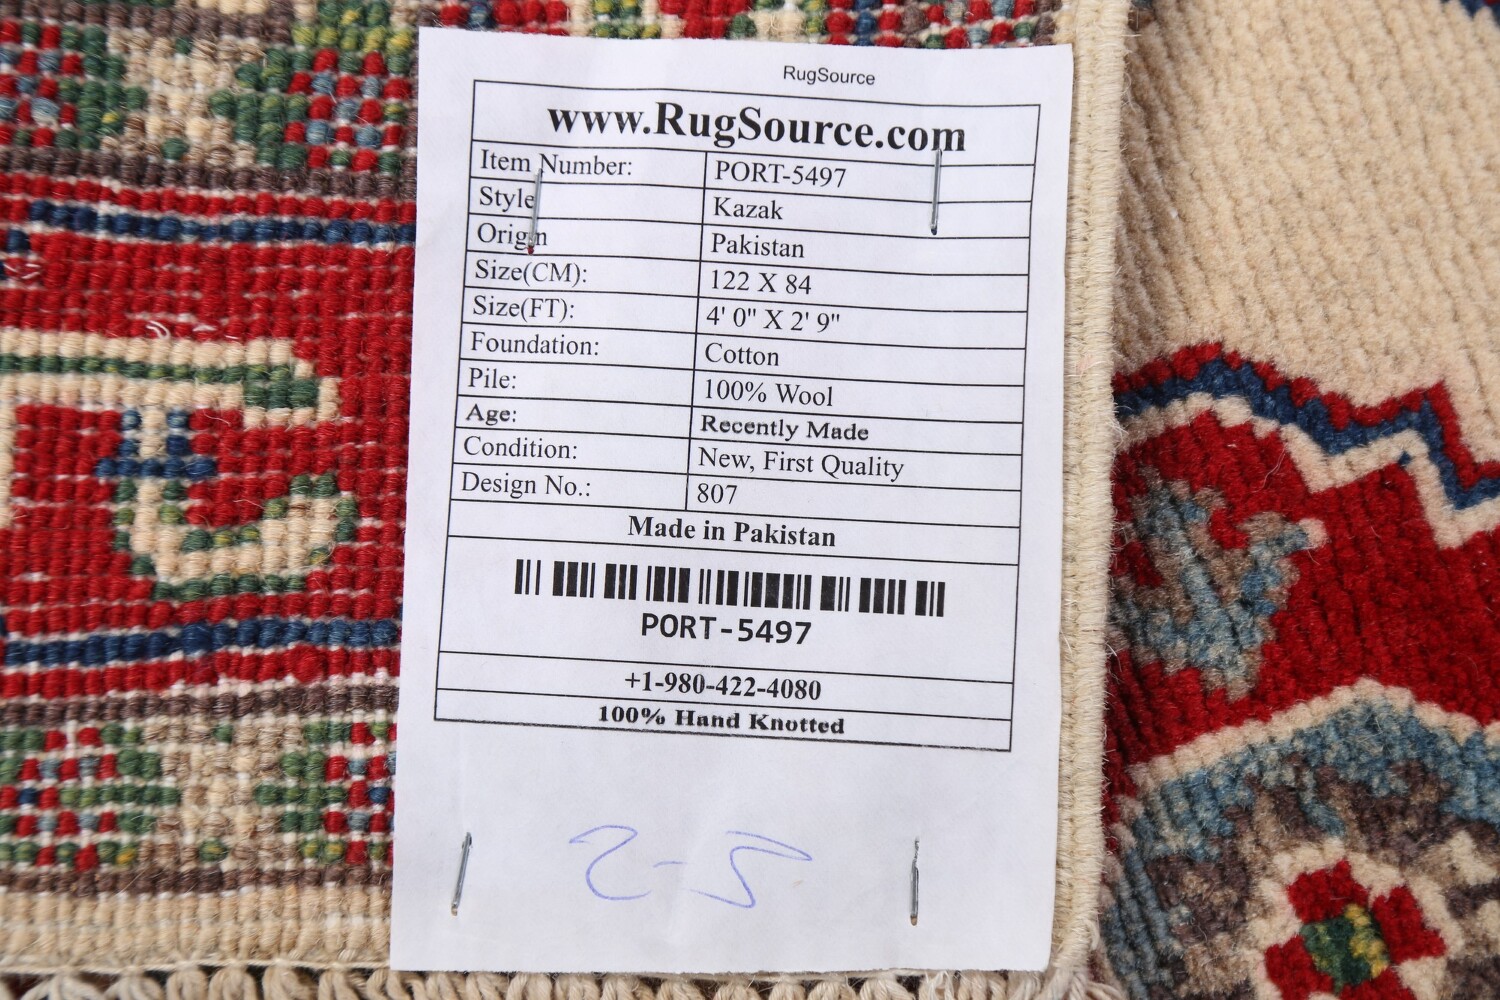 RugSource
www.RugSource.com
Item Number: PORT-5497
Style Kazak
Origin Pakistan
Size(CM): 122 X 84
Size(FT): 4' 0" X 2' 9"
Foundation: Cotton
Pile: 100% Wool
Age: Recently Made
Condition: New, First Quality
Design No.: 807
Made in Pakistan
PORT-5497
+1-980-422-4080
100% Hand Knotted
2-5